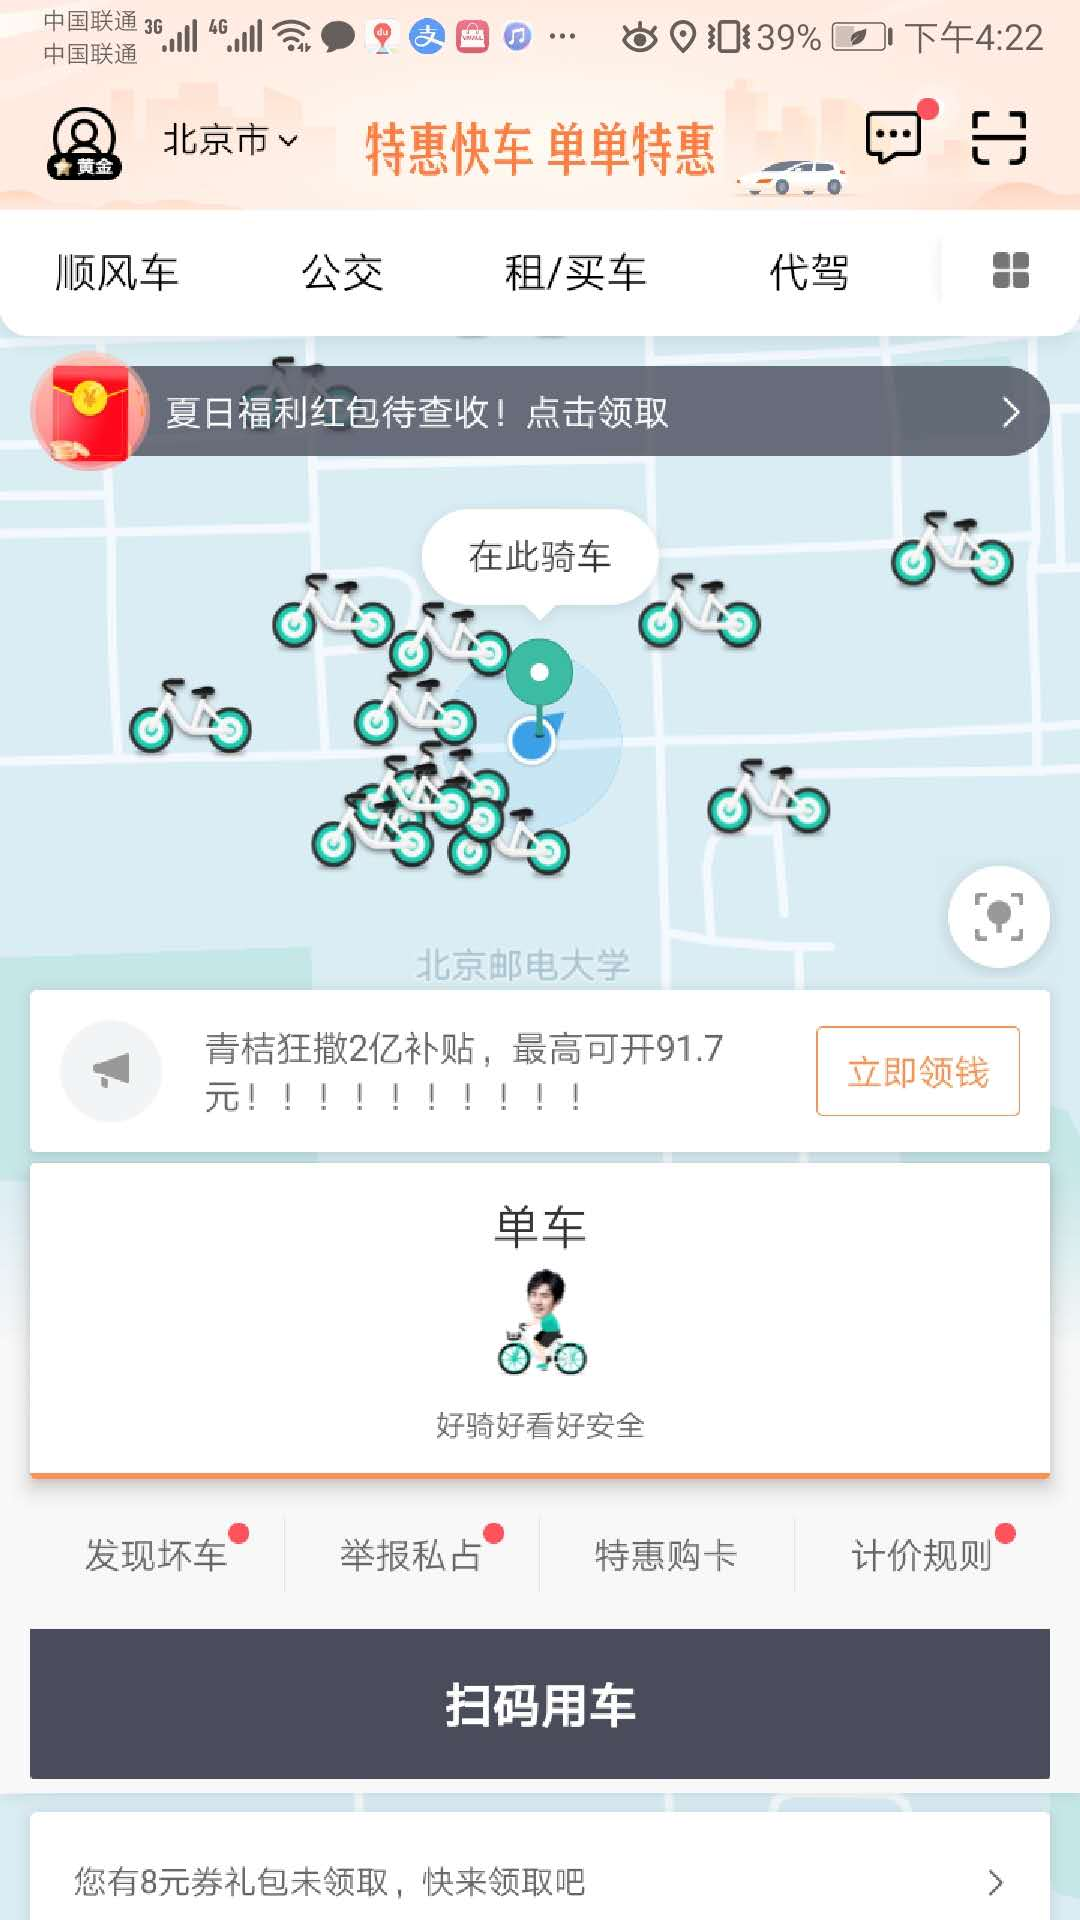 中国联通 3G 4G 39% 下午4:22
中国联通
黄金 北京市 特惠快车 单单特惠
顺风车 公交 租/买车 代驾
夏日福利红包待查收！点击领取
在此骑车
北京邮电大学
青桔狂撒2亿补贴，最高可开91.7
元！！！！！！！！！！
立即领钱
单车
好骑好看好安全
发现坏车 举报私占 特惠购卡 计价规则
扫码用车
您有8元券礼包未领取，快来领取吧